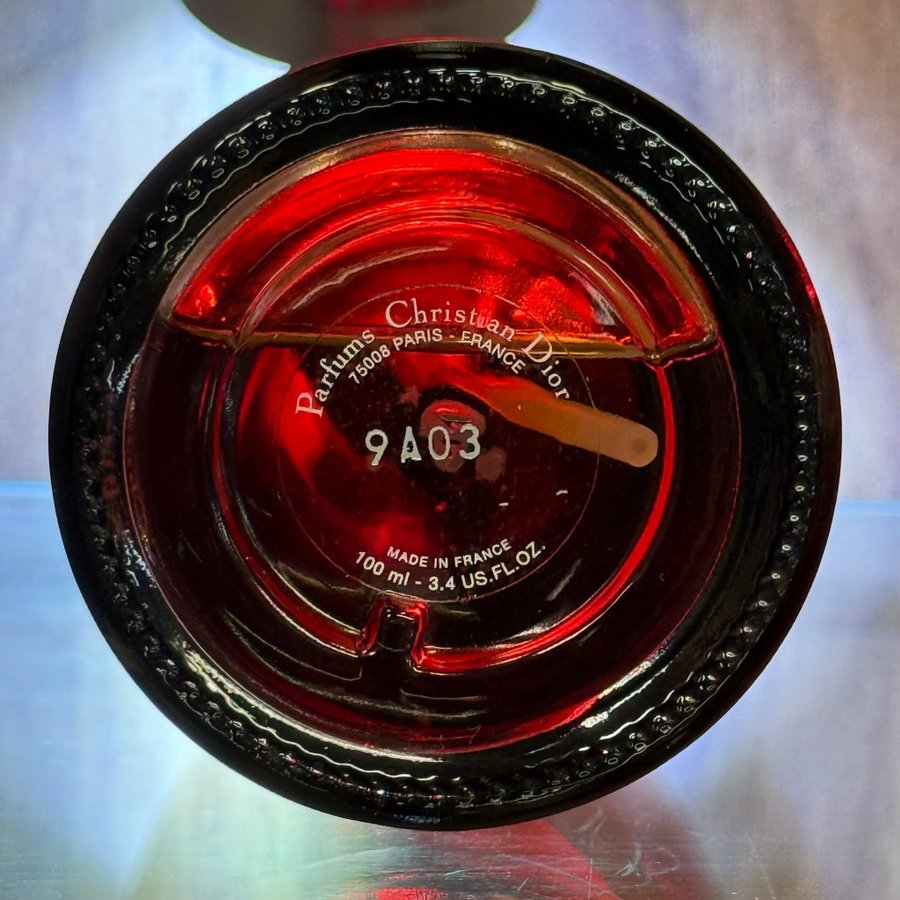 Parfums Christian Dior
75008 PARIS - FRANCE
9A03
MADE IN FRANCE
100 ml - 3.4 US.FL.OZ.